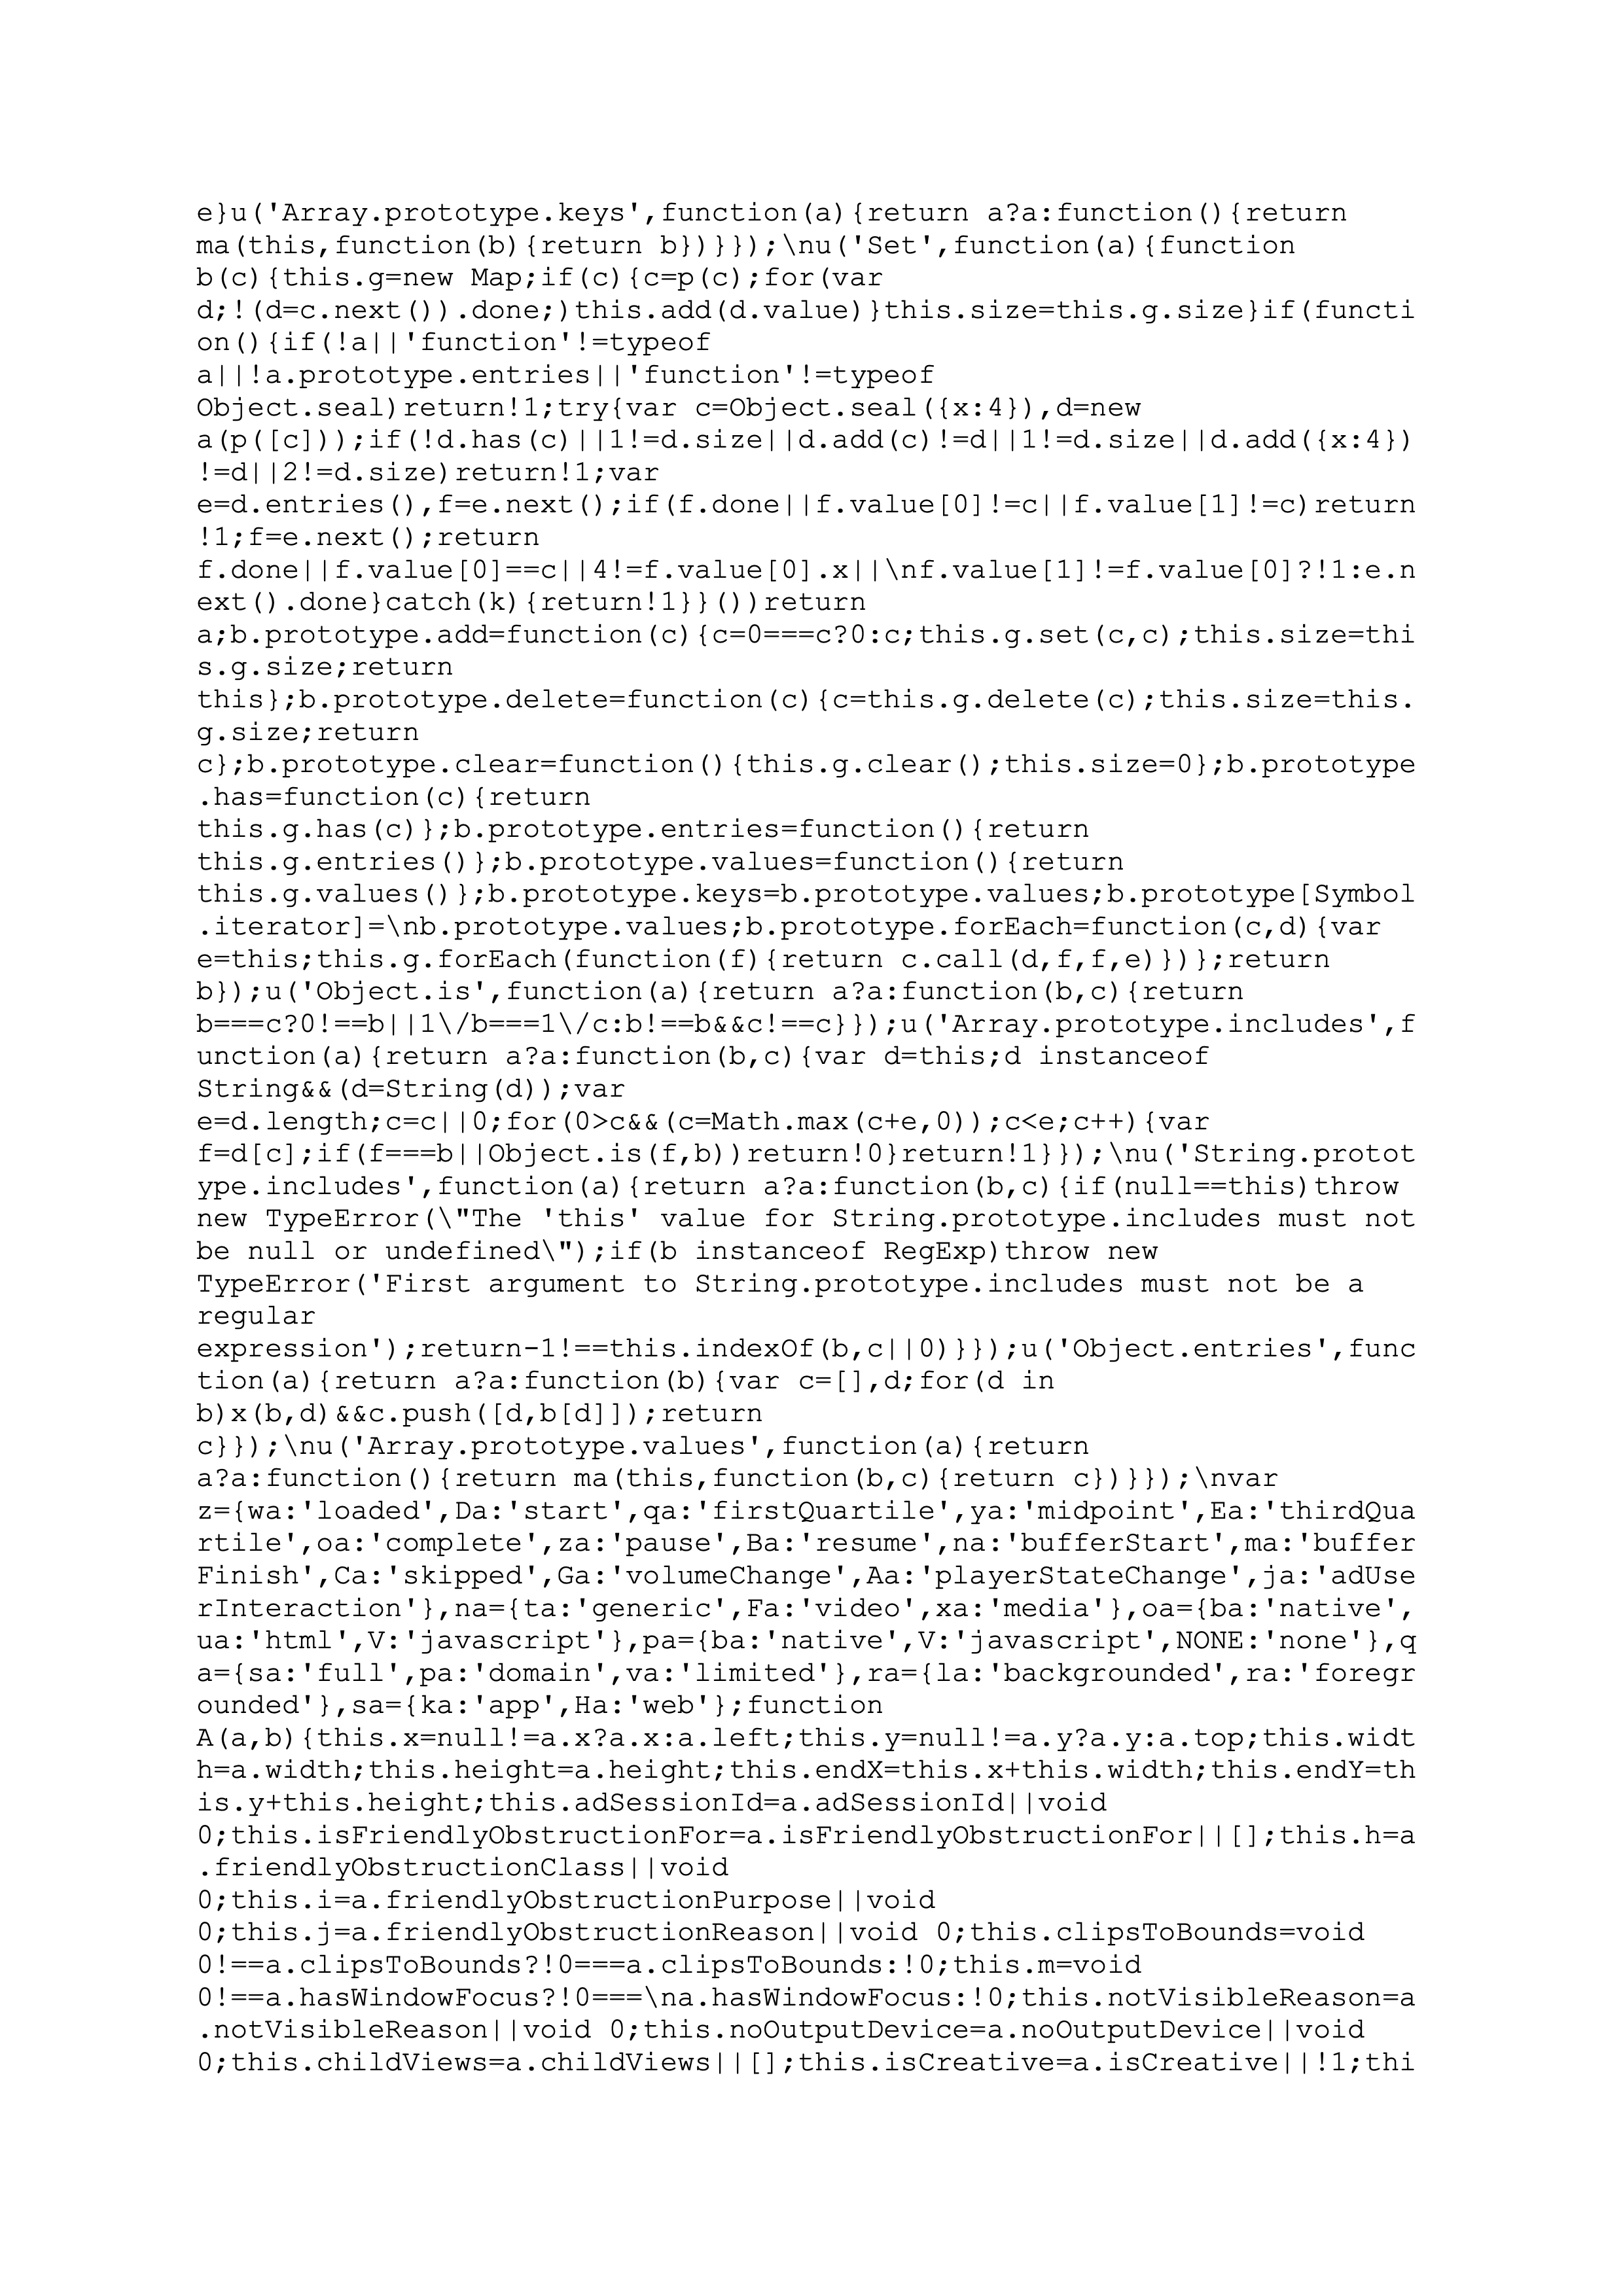 e}u('Array.prototype.keys',function(a){return a?a:function(){return
ma(this,function(b){return b})}});\nu('Set',function(a){function
b(c){this.g=new Map;if(c){c=p(c);for(var
d;!(d=c.next()).done;)this.add(d.value)}this.size=this.g.size}if(functi
on(){if(!a||'function'!=typeof
a||!a.prototype.entries||'function'!=typeof
Object.seal)return!1;try{var c=Object.seal({x:4}),d=new
a(p([c]));if(!d.has(c)||1!=d.size||d.add(c)!=d||1!=d.size||d.add({x:4})
!=d||2!=d.size)return!1;var
e=d.entries(),f=e.next();if(f.done||f.value[0]!=c||f.value[1]!=c)return
!1;f=e.next();return
f.done||f.value[0]==c||4!=f.value[0].x||\nf.value[1]!=f.value[0]?!1:e.n
ext().done}catch(k){return!1}}())return
a;b.prototype.add=function(c){c=0===c?0:c;this.g.set(c,c);this.size=thi
s.g.size;return
this};b.prototype.delete=function(c){c=this.g.delete(c);this.size=this.
g.size;return
c};b.prototype.clear=function(){this.g.clear();this.size=0};b.prototype
.has=function(c){return
this.g.has(c)};b.prototype.entries=function(){return
this.g.entries()};b.prototype.values=function(){return
this.g.values()};b.prototype.keys=b.prototype.values;b.prototype[Symbol
.iterator]=\nb.prototype.values;b.prototype.forEach=function(c,d){var
e=this;this.g.forEach(function(f){return c.call(d,f,f,e)})};return
b});u('Object.is',function(a){return a?a:function(b,c){return
b===c?0!==b||1\/b===1\/c:b!==b&&c!==c}});u('Array.prototype.includes',f
unction(a){return a?a:function(b,c){var d=this;d instanceof
String&&(d=String(d));var
e=d.length;c=c||0;for(0>c&&(c=Math.max(c+e,0));c<e;c++){var
f=d[c];if(f===b||Object.is(f,b))return!0}return!1}});\nu('String.protot
ype.includes',function(a){return a?a:function(b,c){if(null==this)throw
new TypeError(\"The 'this' value for String.prototype.includes must not
be null or undefined\");if(b instanceof RegExp)throw new
TypeError('First argument to String.prototype.includes must not be a
regular
expression');return-1!==this.indexOf(b,c||0)}});u('Object.entries',func
tion(a){return a?a:function(b){var c=[],d;for(d in
b)x(b,d)&&c.push([d,b[d]]);return
c}});\nu('Array.prototype.values',function(a){return
a?a:function(){return ma(this,function(b,c){return c})}});\nvar
z={wa:'loaded',Da:'start',qa:'firstQuartile',ya:'midpoint',Ea:'thirdQua
rtile',oa:'complete',za:'pause',Ba:'resume',na:'bufferStart',ma:'buffer
Finish',Ca:'skipped',Ga:'volumeChange',Aa:'playerStateChange',ja:'adUse
rInteraction'},na={ta:'generic',Fa:'video',xa:'media'},oa={ba:'native',
ua:'html',V:'javascript'},pa={ba:'native',V:'javascript',NONE:'none'},q
a={sa:'full',pa:'domain',va:'limited'},ra={la:'backgrounded',ra:'foregr
ounded'},sa={ka:'app',Ha:'web'};function
A(a,b){this.x=null!=a.x?a.x:a.left;this.y=null!=a.y?a.y:a.top;this.widt
h=a.width;this.height=a.height;this.endX=this.x+this.width;this.endY=th
is.y+this.height;this.adSessionId=a.adSessionId||void
0;this.isFriendlyObstructionFor=a.isFriendlyObstructionFor||[];this.h=a
.friendlyObstructionClass||void
0;this.i=a.friendlyObstructionPurpose||void
0;this.j=a.friendlyObstructionReason||void 0;this.clipsToBounds=void
0!==a.clipsToBounds?!0===a.clipsToBounds:!0;this.m=void
0!==a.hasWindowFocus?!0===\na.hasWindowFocus:!0;this.notVisibleReason=a
.notVisibleReason||void 0;this.noOutputDevice=a.noOutputDevice||void
0;this.childViews=a.childViews||[];this.isCreative=a.isCreative||!1;thi